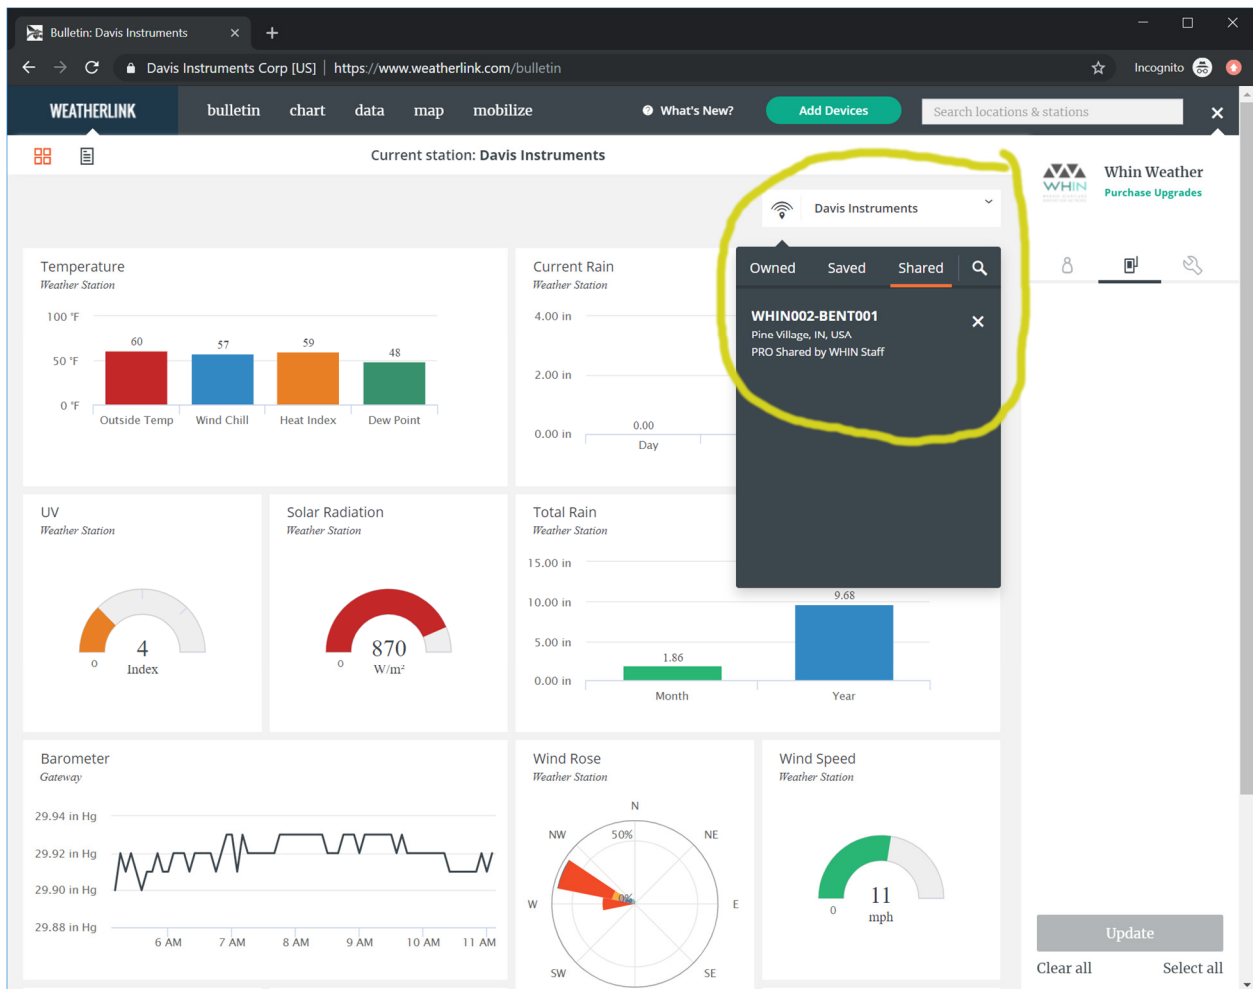 Bulletin: Davis Instruments
Davis Instruments Corp [US] | https://www.weatherlink.com/bulletin
Incognito
WEATHERLINK
bulletin
chart
data
map
mobilize
What's New?
Add Devices
Search locations & stations
Current station: Davis Instruments
WHIN
Whin Weather
Purchase Upgrades
Davis Instruments
Owned
Saved
Shared
WHIN002-BENT001
Pine Village, IN, USA
PRO Shared by WHIN Staff
Temperature
Weather Station
100 °F
50 °F
0 °F
60
57
59
48
Outside Temp
Wind Chill
Heat Index
Dew Point
Current Rain
Weather Station
4.00 in
2.00 in
0.00 in
0.00
Day
UV
Weather Station
0
4
Index
Solar Radiation
Weather Station
0
870
W/m²
Total Rain
Weather Station
15.00 in
10.00 in
5.00 in
0.00 in
1.86
9.68
Month
Year
Barometer
Gateway
29.94 in Hg
29.92 in Hg
29.90 in Hg
29.88 in Hg
6 AM
7 AM
8 AM
9 AM
10 AM
11 AM
Wind Rose
Weather Station
N
NW
50%
NE
W
0%
E
SW
SE
Wind Speed
Weather Station
0
11
mph
Update
Clear all
Select all